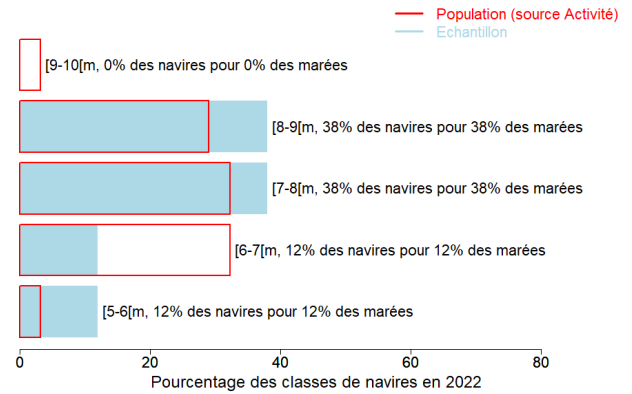 Population (source Activité)
Echantillon
[9-10[m, 0% des navires pour 0% des marées
[8-9[m, 38% des navires pour 38% des marées
[7-8[m, 38% des navires pour 38% des marées
[6-7[m, 12% des navires pour 12% des marées
[5-6[m, 12% des navires pour 12% des marées
0 20 40 60 80
Pourcentage des classes de navires en 2022